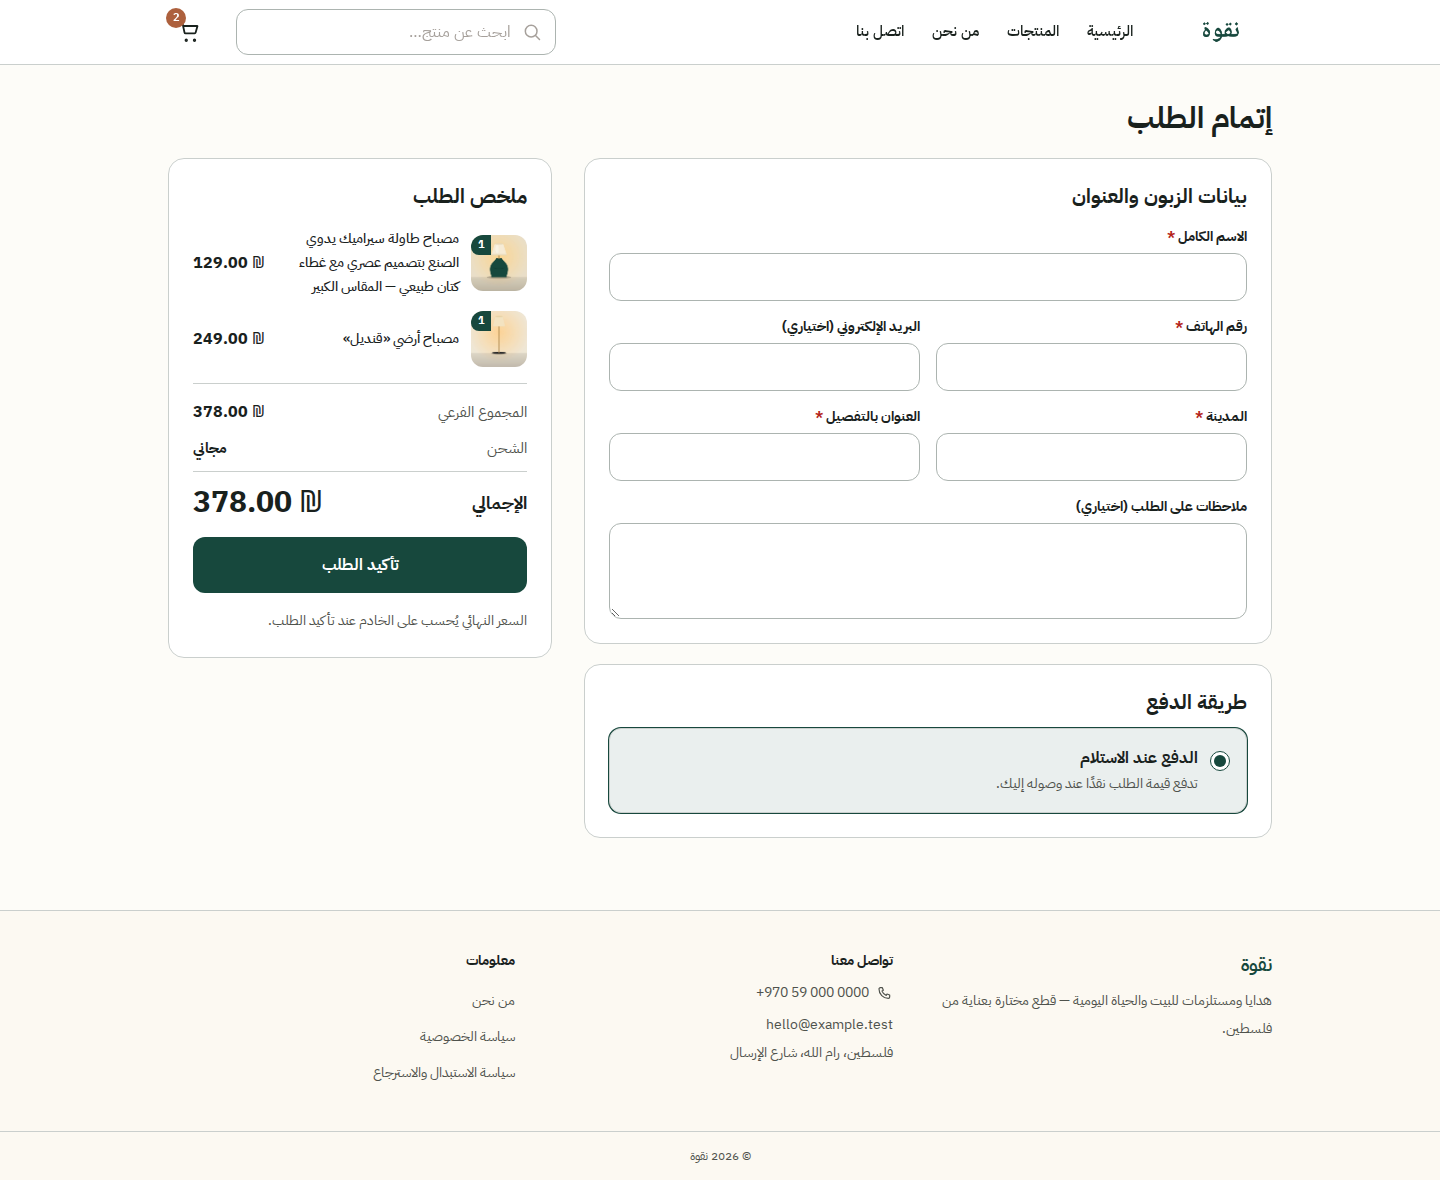 نقوة
الرئيسية
المنتجات
من نحن
اتصل بنا
ابحث عن منتج...
2
إتمام الطلب
بيانات الزبون والعنوان
الاسم الكامل *
رقم الهاتف *
البريد الإلكتروني (اختياري)
المدينة *
العنوان بالتفصيل *
ملاحظات على الطلب (اختياري)
طريقة الدفع
الدفع عند الاستلام
تدفع قيمة الطلب نقدًا عند وصوله إليك.
ملخص الطلب
1
مصباح طاولة سيراميك يدوي
الصنع بتصميم عصري مع غطاء
كتان طبيعي — المقاس الكبير
129.00 ₪
1
مصباح أرضي «قنديل»
249.00 ₪
المجموع الفرعي
378.00 ₪
الشحن
مجاني
الإجمالي
378.00 ₪
تأكيد الطلب
السعر النهائي يُحسب على الخادم عند تأكيد الطلب.
نقوة
هدايا ومستلزمات للبيت والحياة اليومية — قطع مختارة بعناية من
فلسطين.
تواصل معنا
+970 59 000 0000
hello@example.test
فلسطين، رام الله، شارع الإرسال
معلومات
من نحن
سياسة الخصوصية
سياسة الاستبدال والاسترجاع
© 2026 نقوة